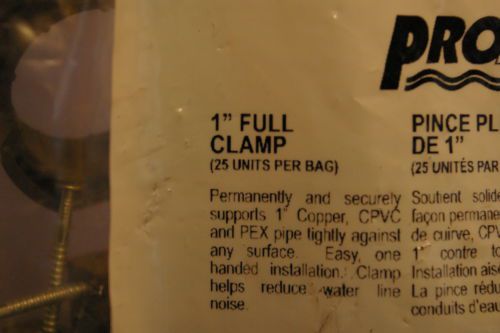 PRO
1" FULL
CLAMP
(25 UNITS PER BAG)
Permanently and securely
supports 1" Copper, CPVC
and PEX pipe tightly against
any surface. Easy, one
handed installation. Clamp
helps reduce water line
noise.
PINCE PL
DE 1"
(25 UNITÉS PAR
Soutient solide
façon permane
de cuirve, CPV
1" contre to
Installation aisé
La pince rédu
conduits d'eau